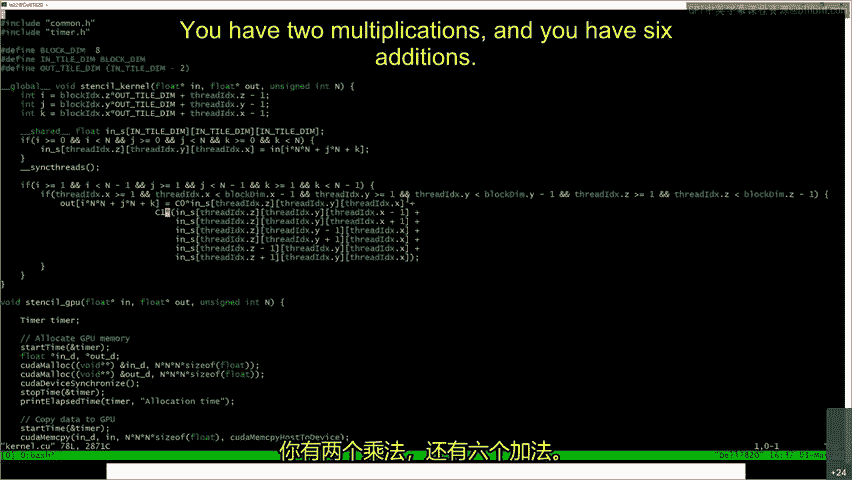 You have two multiplications, and you have six
additions.
#include "common.h"
#include "timer.h"
#define BLOCK_DIM 8
#define IN_TILE_DIM BLOCK_DIM
#define OUT_TILE_DIM (IN_TILE_DIM - 2)
__global__ void stencil_kernel(float* in, float* out, unsigned int N) {
int i = blockIdx.z*OUT_TILE_DIM + threadIdx.z - 1;
int j = blockIdx.y*OUT_TILE_DIM + threadIdx.y - 1;
int k = blockIdx.x*OUT_TILE_DIM + threadIdx.x - 1;
__shared__ float in_s[IN_TILE_DIM][IN_TILE_DIM][IN_TILE_DIM];
if(i >= 0 && i < N && j >= 0 && j < N && k >= 0 && k < N) {
in_s[threadIdx.z][threadIdx.y][threadIdx.x] = in[i*N*N + j*N + k];
}
__syncthreads();
if(i >= 1 && i < N - 1 && j >= 1 && j < N - 1 && k >= 1 && k < N - 1) {
if(threadIdx.x >= 1 && threadIdx.x < blockDim.x - 1 && threadIdx.y >= 1 && threadIdx.y < blockDim.y - 1 && threadIdx.z >= 1 && threadIdx.z < blockDim.z - 1) {
out[i*N*N + j*N + k] = C0*in_s[threadIdx.z][threadIdx.y][threadIdx.x] +
C1*(in_s[threadIdx.z][threadIdx.y][threadIdx.x - 1] +
in_s[threadIdx.z][threadIdx.y][threadIdx.x + 1] +
in_s[threadIdx.z][threadIdx.y - 1][threadIdx.x] +
in_s[threadIdx.z][threadIdx.y + 1][threadIdx.x] +
in_s[threadIdx.z - 1][threadIdx.y][threadIdx.x] +
in_s[threadIdx.z + 1][threadIdx.y][threadIdx.x]);
}
}
}
void stencil_gpu(float* in, float* out, unsigned int N) {
Timer timer;
// Allocate GPU memory
startTime(&timer);
float *in_d, *out_d;
cudaMalloc((void**) &in_d, N*N*N*sizeof(float));
cudaMalloc((void**) &out_d, N*N*N*sizeof(float));
cudaDeviceSynchronize();
stopTime(&timer);
printElapsedTime(timer, "Allocation time");
// Copy data to GPU
startTime(&timer);
cudaMemcpy(in_d, in, N*N*N*sizeof(float), cudaMemcpyHostToDevice);
"kernel.cu" 78L, 2871C 1,0-1
你有两个乘法，还有六个加法。
+24